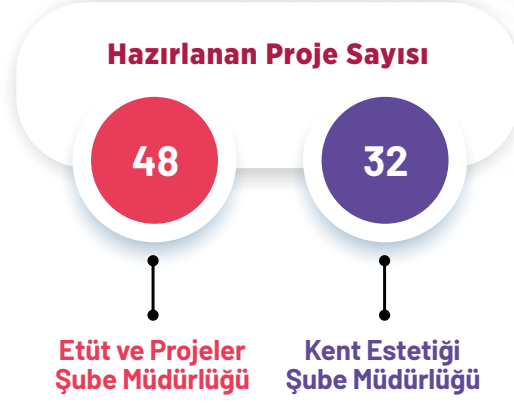 Hazırlanan Proje Sayısı
48
32
Etüt ve Projeler
Şube Müdürlüğü
Kent Estetiği
Şube Müdürlüğü